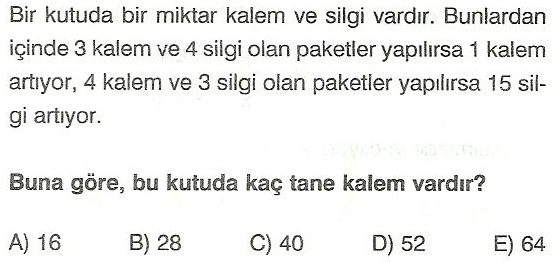 Bir kutuda bir miktar kalem ve silgi vardır. Bunlardan
içinde 3 kalem ve 4 silgi olan paketler yapılırsa 1 kalem
artıyor, 4 kalem ve 3 silgi olan paketler yapılırsa 15 sil-
gi artıyor.
Buna göre, bu kutuda kaç tane kalem vardır?
A) 16 B) 28 C) 40 D) 52 E) 64